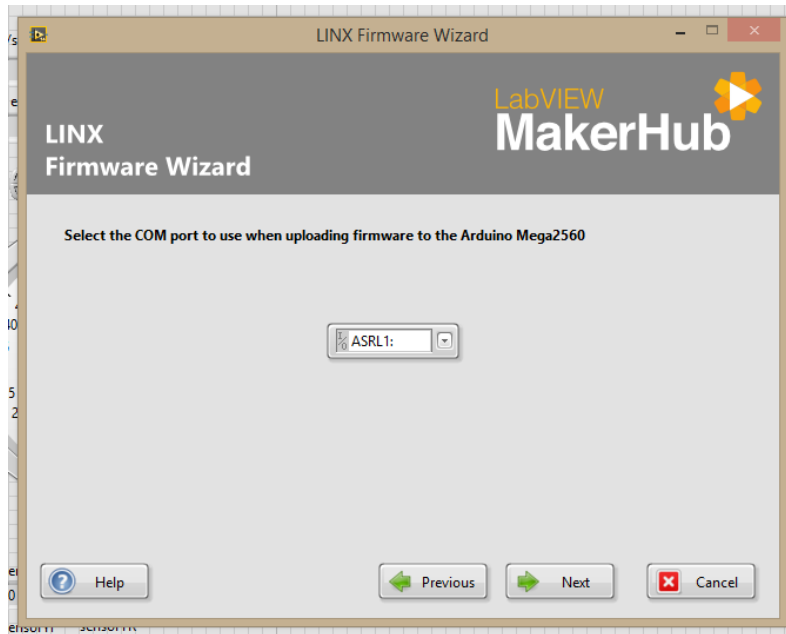 LINX Firmware Wizard
LabVIEW
MakerHub
LINX
Firmware Wizard
Select the COM port to use when uploading firmware to the Arduino Mega2560
I/O ASRL1:
Help
Previous
Next
Cancel